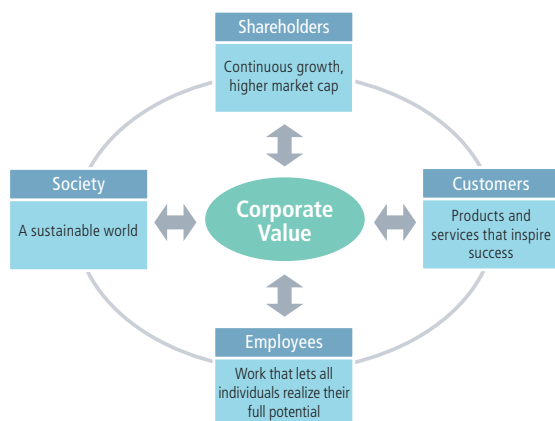 Shareholders
Continuous growth,
higher market cap
Society
A sustainable world
Corporate
Value
Customers
Products and
services that inspire
success
Employees
Work that lets all
individuals realize their
full potential